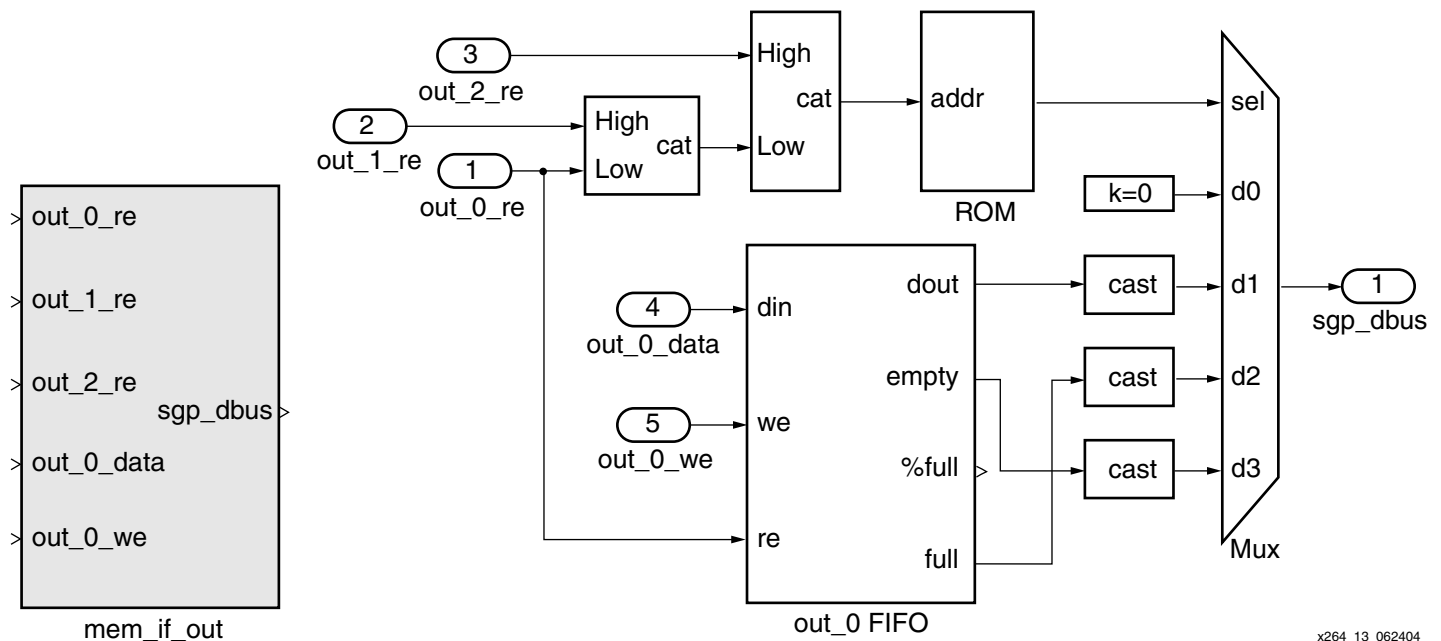 3
out_2_re
2
out_1_re
1
out_0_re
High
Low
cat
High
Low
cat
addr
ROM
sel
k=0
d0
d1
d2
d3
Mux
1
sgp_dbus
out_0_re
out_1_re
out_2_re
sgp_dbus
out_0_data
out_0_we
mem_if_out
4
out_0_data
5
out_0_we
din
we
re
dout
empty
%full
full
out_0 FIFO
cast
cast
cast
x264_13_062404